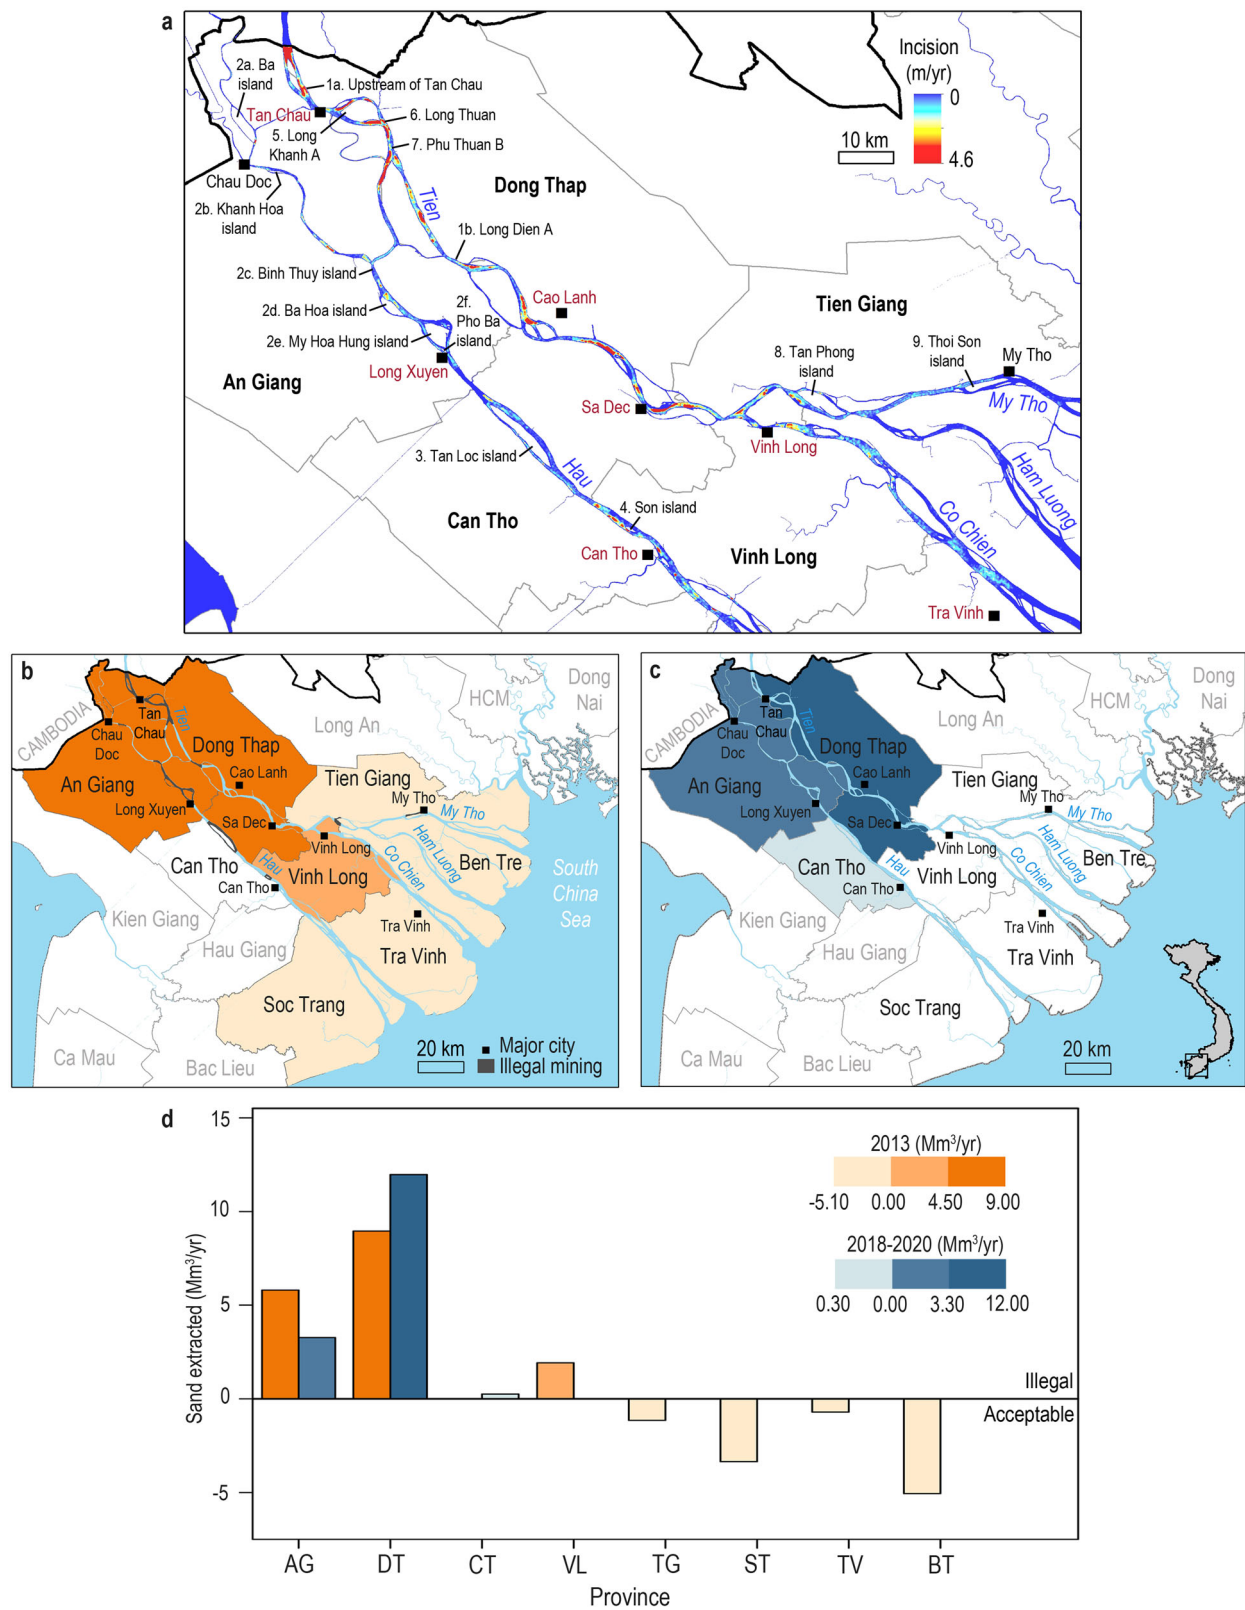 a
Incision
(m/yr)
0
4.6
10 km
2a. Ba
island
1a. Upstream of Tan Chau
Tan Chau
6. Long Thuan
5. Long
Khanh A
7. Phu Thuan B
Chau Doc
Dong Thap
2b. Khanh Hoa
island
Tien
1b. Long Dien A
2c. Binh Thuy island
2d. Ba Hoa island
2f.
Pho Ba
island
Cao Lanh
Tien Giang
2e. My Hoa Hung island
Long Xuyen
8. Tan Phong
island
9. Thoi Son
island
My Tho
An Giang
Sa Dec
My Tho
Vinh Long
3. Tan Loc island
Hau
Ham Luong
Can Tho
4. Son island
Co Chien
Can Tho
Vinh Long
Tra Vinh
b
CAMBODIA
Tan
Chau
Tien
Chau
Doc
Long An
HCM
Dong
Nai
Dong Thap
An Giang
Cao Lanh
Tien Giang
Long Xuyen
My Tho
My Tho
Sa Dec
Vinh Long
Ham Luong
Ben Tre
Can Tho
Hau
Vinh Long
Co Chien
South
China
Sea
Can Tho
Kien Giang
Tra Vinh
Hau Giang
Tra Vinh
Soc Trang
Ca Mau
Bac Lieu
20 km
Major city
Illegal mining
c
CAMBODIA
Tan
Chau
Tien
Chau
Doc
Long An
HCM
Dong
Nai
Dong Thap
An Giang
Cao Lanh
Tien Giang
Long Xuyen
My Tho
My Tho
Sa Dec
Vinh Long
Ham Luong
Ben Tre
Can Tho
Hau
Vinh Long
Co Chien
Can Tho
Kien Giang
Tra Vinh
Hau Giang
Tra Vinh
Soc Trang
Ca Mau
Bac Lieu
20 km
d
15
10
5
0
-5
Sand extracted (Mm³/yr)
2013 (Mm³/yr)
-5.10 0.00 4.50 9.00
2018-2020 (Mm³/yr)
0.30 0.00 3.30 12.00
Illegal
Acceptable
AG DT CT VL TG ST TV BT
Province